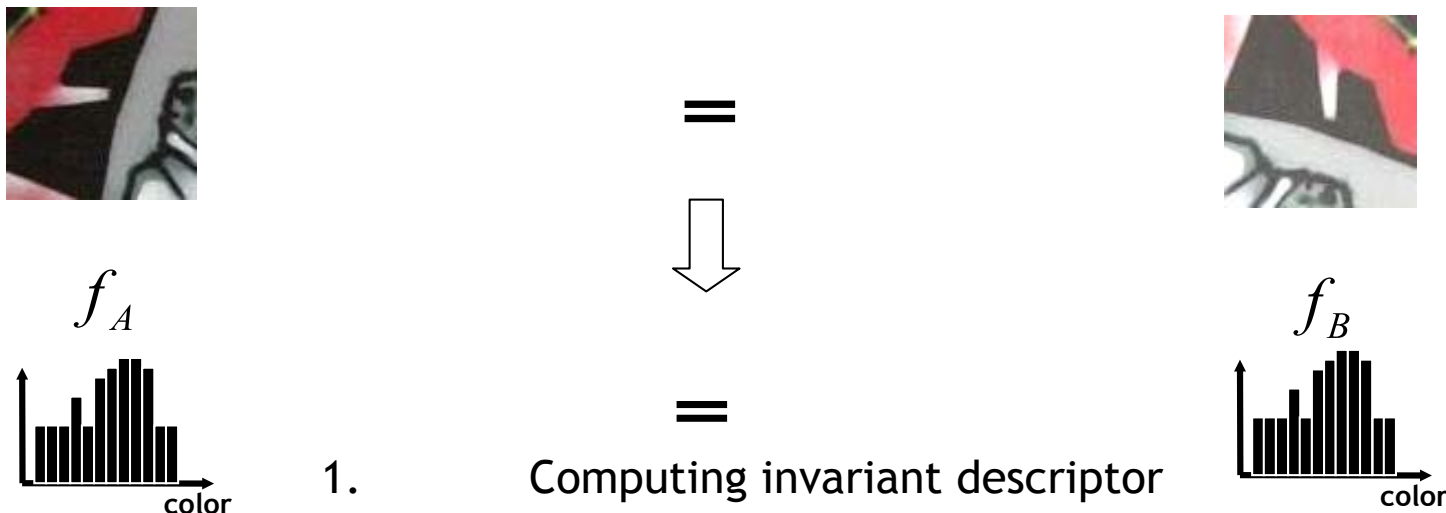 =
f_A
f_B
=
1. Computing invariant descriptor
color
color